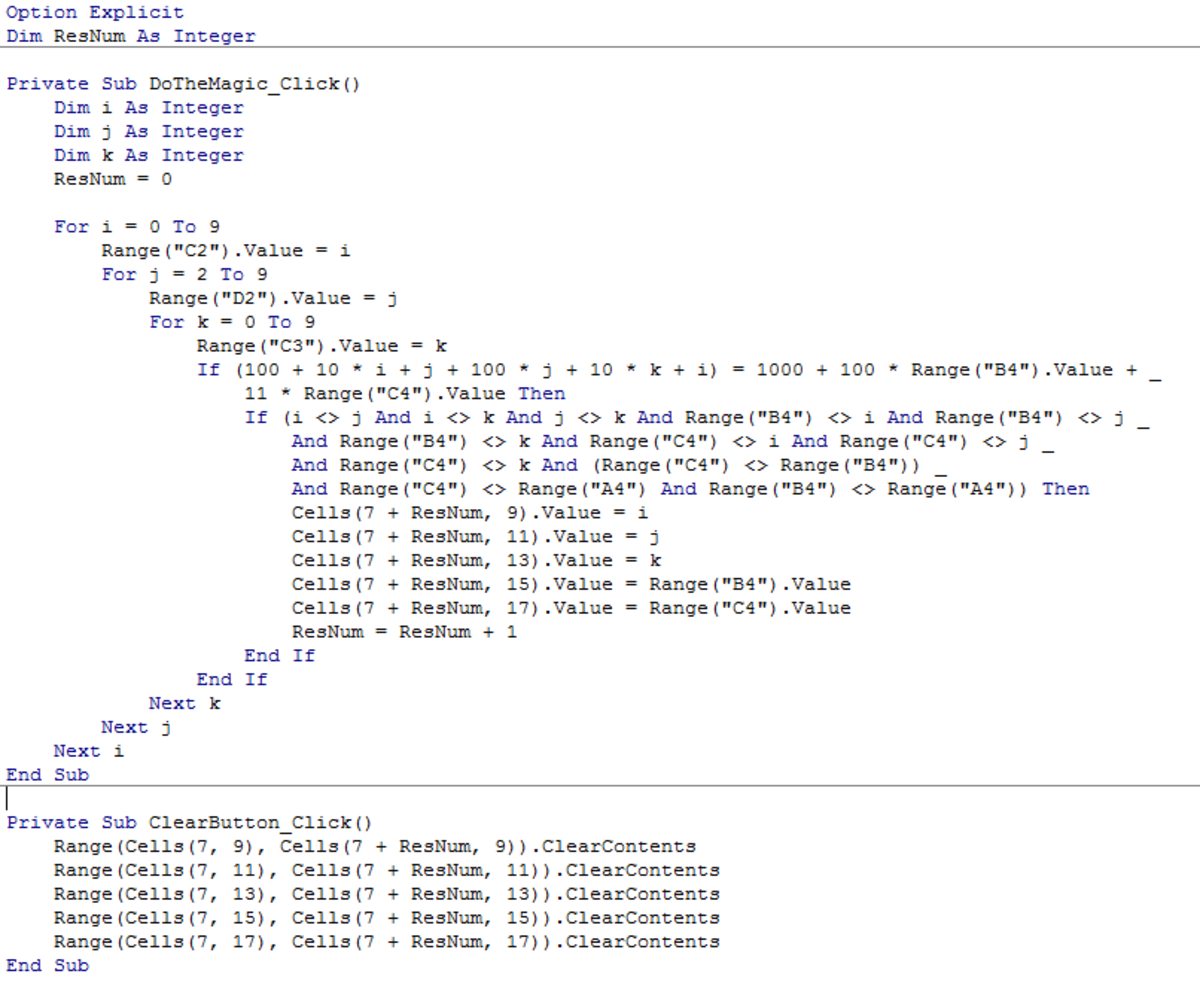 Option Explicit
Dim ResNum As Integer
Private Sub DoTheMagic_Click()
    Dim i As Integer
    Dim j As Integer
    Dim k As Integer
    ResNum = 0
    For i = 0 To 9
        Range("C2").Value = i
        For j = 2 To 9
            Range("D2").Value = j
            For k = 0 To 9
                Range("C3").Value = k
                If (100 + 10 * i + j + 100 * j + 10 * k + i) = 1000 + 100 * Range("B4").Value + _
                    11 * Range("C4").Value Then
                    If (i <> j And i <> k And j <> k And Range("B4") <> i And Range("B4") <> j _
                        And Range("B4") <> k And Range("C4") <> i And Range("C4") <> j _
                        And Range("C4") <> k And (Range("C4") <> Range("B4")) _
                        And Range("C4") <> Range("A4") And Range("B4") <> Range("A4")) Then
                        Cells(7 + ResNum, 9).Value = i
                        Cells(7 + ResNum, 11).Value = j
                        Cells(7 + ResNum, 13).Value = k
                        Cells(7 + ResNum, 15).Value = Range("B4").Value
                        Cells(7 + ResNum, 17).Value = Range("C4").Value
                        ResNum = ResNum + 1
                    End If
                End If
            Next k
        Next j
    Next i
End Sub
Private Sub ClearButton_Click()
    Range(Cells(7, 9), Cells(7 + ResNum, 9)).ClearContents
    Range(Cells(7, 11), Cells(7 + ResNum, 11)).ClearContents
    Range(Cells(7, 13), Cells(7 + ResNum, 13)).ClearContents
    Range(Cells(7, 15), Cells(7 + ResNum, 15)).ClearContents
    Range(Cells(7, 17), Cells(7 + ResNum, 17)).ClearContents
End Sub